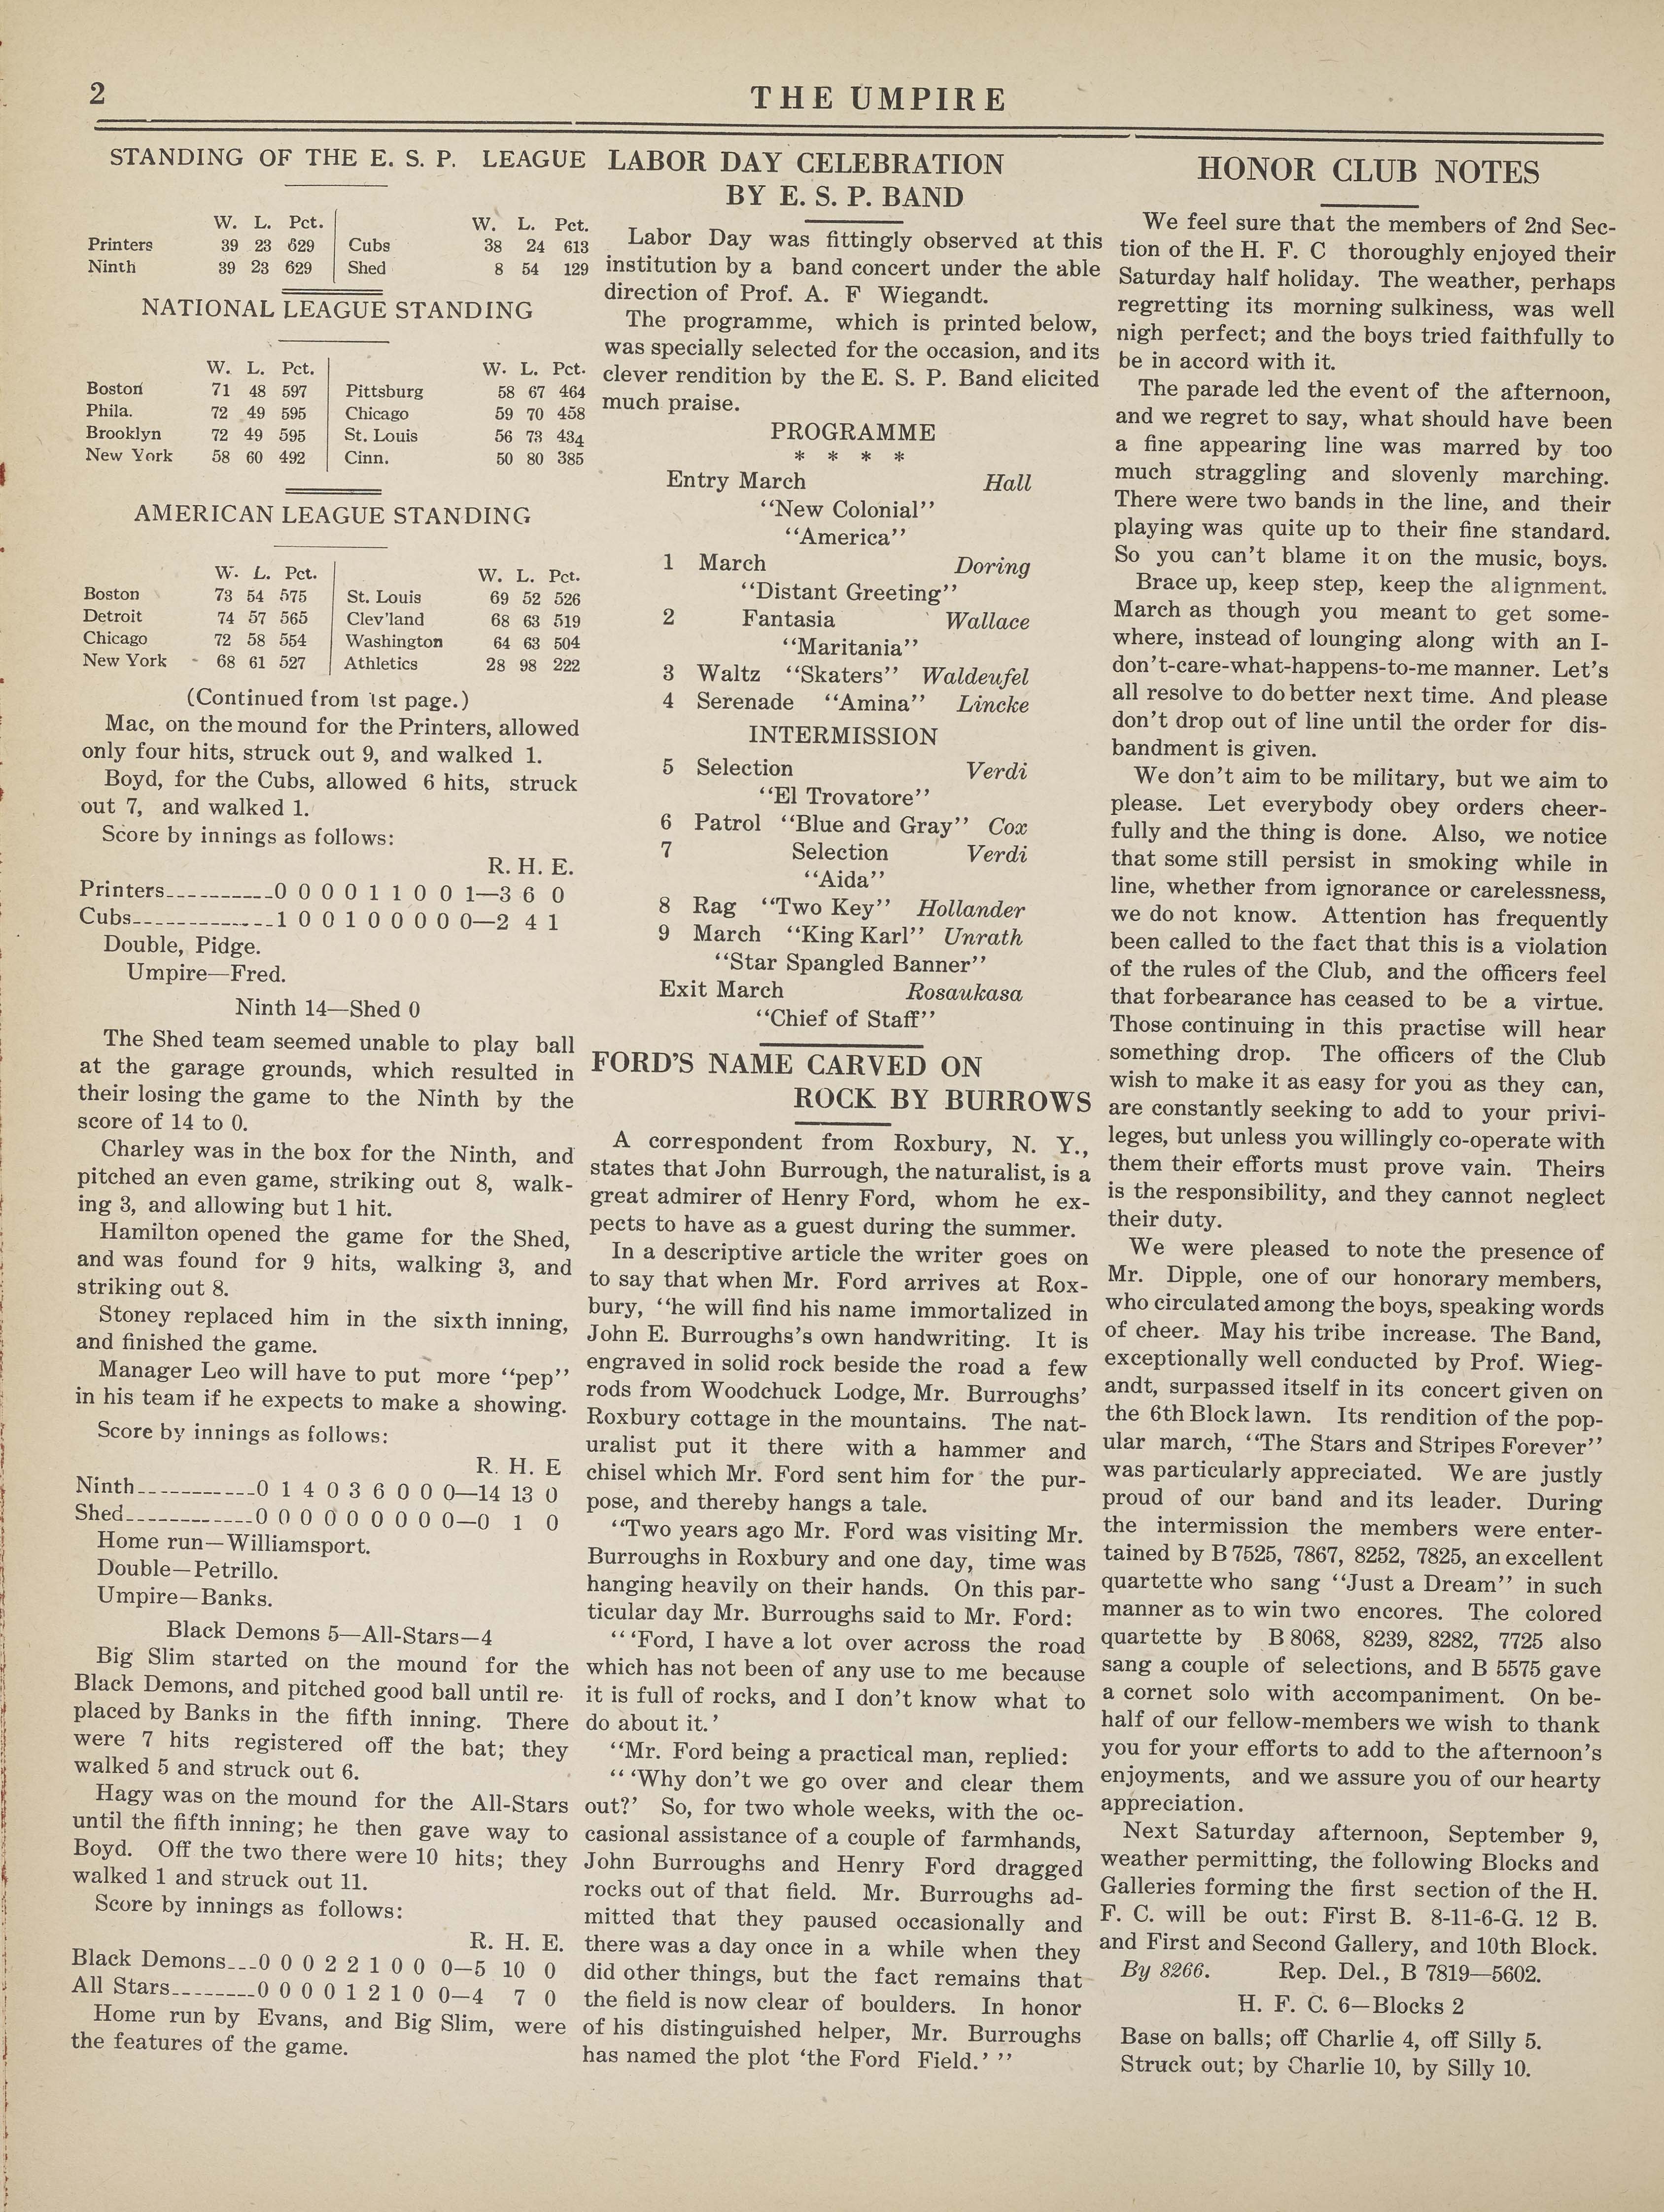 2
THE UMPIRE
STANDING OF THE E. S. P. LEAGUE
W. L. Pct. W. L. Pct.
Printers 39 23 629 Cubs 38 24 613
Ninth 39 23 629 Shed 8 54 129
NATIONAL LEAGUE STANDING
W. L. Pct. W. L. Pct.
Boston 71 48 597 Pittsburg 58 67 464
Phila. 72 49 595 Chicago 59 70 458
Brooklyn 72 49 595 St. Louis 56 73 434
New York 58 60 492 Cinn. 50 80 385
AMERICAN LEAGUE STANDING
W. L. Pct. W. L. Pct.
Boston 73 54 575 St. Louis 69 52 526
Detroit 74 57 565 Clev'land 68 63 519
Chicago 72 58 554 Washington 64 63 504
New York 68 61 527 Athletics 28 98 222
(Continued from 1st page.)
Mac, on the mound for the Printers, allowed
only four hits, struck out 9, and walked 1.
Boyd, for the Cubs, allowed 6 hits, struck
out 7, and walked 1.
Score by innings as follows:
R. H. E.
Printers-----------0 0 0 0 1 1 0 0 1—3 6 0
Cubs--------------1 0 0 1 0 0 0 0 0—2 4 1
Double, Pidge.
Umpire—Fred.
Ninth 14—Shed 0
The Shed team seemed unable to play ball
at the garage grounds, which resulted in
their losing the game to the Ninth by the
score of 14 to 0.
Charley was in the box for the Ninth, and
pitched an even game, striking out 8, walk-
ing 3, and allowing but 1 hit.
Hamilton opened the game for the Shed,
and was found for 9 hits, walking 3, and
striking out 8.
Stoney replaced him in the sixth inning,
and finished the game.
Manager Leo will have to put more ‘‘pep’’
in his team if he expects to make a showing.
Score by innings as follows:
R. H. E
Ninth------------0 1 4 0 3 6 0 0 0—14 13 0
Shed-------------0 0 0 0 0 0 0 0 0—0 1 0
Home run—Williamsport.
Double—Petrillo.
Umpire—Banks.
Black Demons 5—All-Stars—4
Big Slim started on the mound for the
Black Demons, and pitched good ball until re-
placed by Banks in the fifth inning. There
were 7 hits registered off the bat; they
walked 5 and struck out 6.
Hagy was on the mound for the All-Stars
until the fifth inning; he then gave way to
Boyd. Off the two there were 10 hits; they
walked 1 and struck out 11.
Score by innings as follows:
R. H. E.
Black Demons---0 0 0 2 2 1 0 0 0—5 10 0
All Stars---------0 0 0 0 1 2 1 0 0—4 7 0
Home run by Evans, and Big Slim, were
the features of the game.
LABOR DAY CELEBRATION
BY E. S. P. BAND
Labor Day was fittingly observed at this
institution by a band concert under the able
direction of Prof. A. F Wiegandt.
The programme, which is printed below,
was specially selected for the occasion, and its
clever rendition by the E. S. P. Band elicited
much praise.
PROGRAMME
* * * *
Entry March Hall
‘‘New Colonial’’
‘‘America’’
1 March Doring
‘‘Distant Greeting’’
2 Fantasia Wallace
‘‘Maritania’’
3 Waltz ‘‘Skaters’’ Waldeufel
4 Serenade ‘‘Amina’’ Lincke
INTERMISSION
5 Selection Verdi
‘‘El Trovatore’’
6 Patrol ‘‘Blue and Gray’’ Cox
7 Selection Verdi
‘‘Aida’’
8 Rag ‘‘Two Key’’ Hollander
9 March ‘‘King Karl’’ Unrath
‘‘Star Spangled Banner’’
Exit March Rosaukasa
‘‘Chief of Staff’’
FORD'S NAME CARVED ON
ROCK BY BURROWS
A correspondent from Roxbury, N. Y.,
states that John Burrough, the naturalist, is a
great admirer of Henry Ford, whom he ex-
pects to have as a guest during the summer.
In a descriptive article the writer goes on
to say that when Mr. Ford arrives at Rox-
bury, ‘‘he will find his name immortalized in
John E. Burroughs's own handwriting. It is
engraved in solid rock beside the road a few
rods from Woodchuck Lodge, Mr. Burroughs'
Roxbury cottage in the mountains. The nat-
uralist put it there with a hammer and
chisel which Mr. Ford sent him for the pur-
pose, and thereby hangs a tale.
‘‘Two years ago Mr. Ford was visiting Mr.
Burroughs in Roxbury and one day, time was
hanging heavily on their hands. On this par-
ticular day Mr. Burroughs said to Mr. Ford:
‘‘ ‘Ford, I have a lot over across the road
which has not been of any use to me because
it is full of rocks, and I don't know what to
do about it.’
‘‘Mr. Ford being a practical man, replied:
‘‘ ‘Why don't we go over and clear them
out?’ So, for two whole weeks, with the oc-
casional assistance of a couple of farmhands,
John Burroughs and Henry Ford dragged
rocks out of that field. Mr. Burroughs ad-
mitted that they paused occasionally and
there was a day once in a while when they
did other things, but the fact remains that
the field is now clear of boulders. In honor
of his distinguished helper, Mr. Burroughs
has named the plot ‘the Ford Field.’ ’’
HONOR CLUB NOTES
We feel sure that the members of 2nd Sec-
tion of the H. F. C thoroughly enjoyed their
Saturday half holiday. The weather, perhaps
regretting its morning sulkiness, was well
nigh perfect; and the boys tried faithfully to
be in accord with it.
The parade led the event of the afternoon,
and we regret to say, what should have been
a fine appearing line was marred by too
much straggling and slovenly marching.
There were two bands in the line, and their
playing was quite up to their fine standard.
So you can't blame it on the music, boys.
Brace up, keep step, keep the alignment.
March as though you meant to get some-
where, instead of lounging along with an I-
don't-care-what-happens-to-me manner. Let's
all resolve to do better next time. And please
don't drop out of line until the order for dis-
bandment is given.
We don't aim to be military, but we aim to
please. Let everybody obey orders cheer-
fully and the thing is done. Also, we notice
that some still persist in smoking while in
line, whether from ignorance or carelessness,
we do not know. Attention has frequently
been called to the fact that this is a violation
of the rules of the Club, and the officers feel
that forbearance has ceased to be a virtue.
Those continuing in this practise will hear
something drop. The officers of the Club
wish to make it as easy for you as they can,
are constantly seeking to add to your privi-
leges, but unless you willingly co-operate with
them their efforts must prove vain. Theirs
is the responsibility, and they cannot neglect
their duty.
We were pleased to note the presence of
Mr. Dipple, one of our honorary members,
who circulated among the boys, speaking words
of cheer. May his tribe increase. The Band,
exceptionally well conducted by Prof. Wieg-
andt, surpassed itself in its concert given on
the 6th Block lawn. Its rendition of the pop-
ular march, ‘‘The Stars and Stripes Forever’’
was particularly appreciated. We are justly
proud of our band and its leader. During
the intermission the members were enter-
tained by B 7525, 7867, 8252, 7825, an excellent
quartette who sang ‘‘Just a Dream’’ in such
manner as to win two encores. The colored
quartette by B 8068, 8239, 8282, 7725 also
sang a couple of selections, and B 5575 gave
a cornet solo with accompaniment. On be-
half of our fellow-members we wish to thank
you for your efforts to add to the afternoon's
enjoyments, and we assure you of our hearty
appreciation.
Next Saturday afternoon, September 9,
weather permitting, the following Blocks and
Galleries forming the first section of the H.
F. C. will be out: First B. 8-11-6-G. 12 B.
and First and Second Gallery, and 10th Block.
By 8266. Rep. Del., B 7819—5602.
H. F. C. 6—Blocks 2
Base on balls; off Charlie 4, off Silly 5.
Struck out; by Charlie 10, by Silly 10.